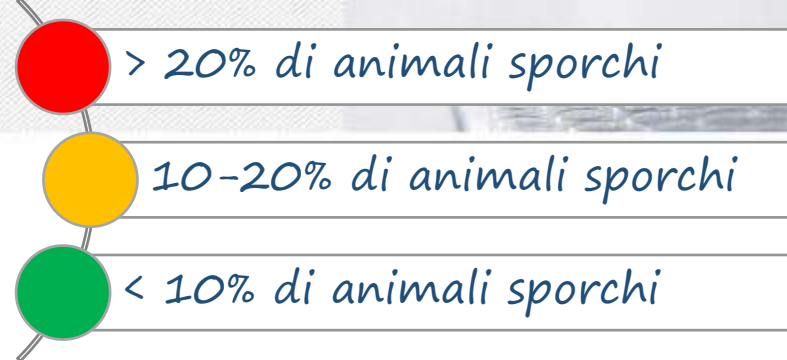 > 20% di animali sporchi
10-20% di animali sporchi
< 10% di animali sporchi